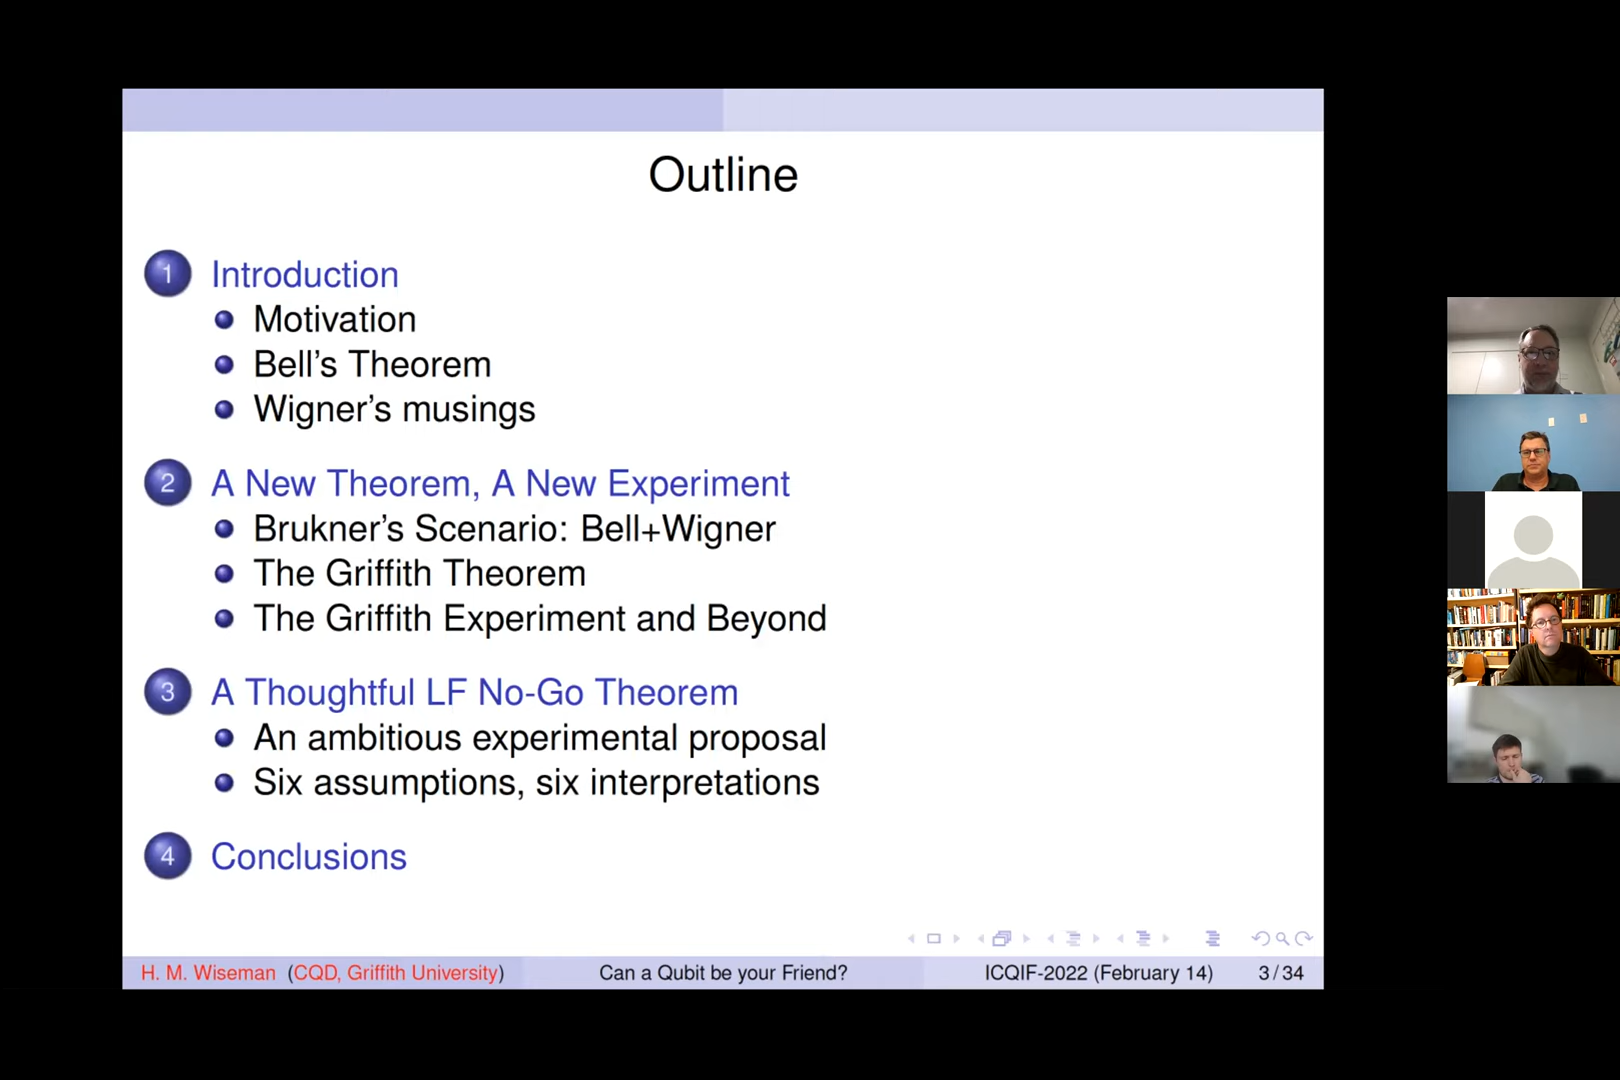 Outline
1 Introduction
Motivation
Bell's Theorem
Wigner's musings
2 A New Theorem, A New Experiment
Brukner's Scenario: Bell+Wigner
The Griffith Theorem
The Griffith Experiment and Beyond
3 A Thoughtful LF No-Go Theorem
An ambitious experimental proposal
Six assumptions, six interpretations
4 Conclusions
H. M. Wiseman (CQD, Griffith University) Can a Qubit be your Friend? ICQIF-2022 (February 14) 3 / 34